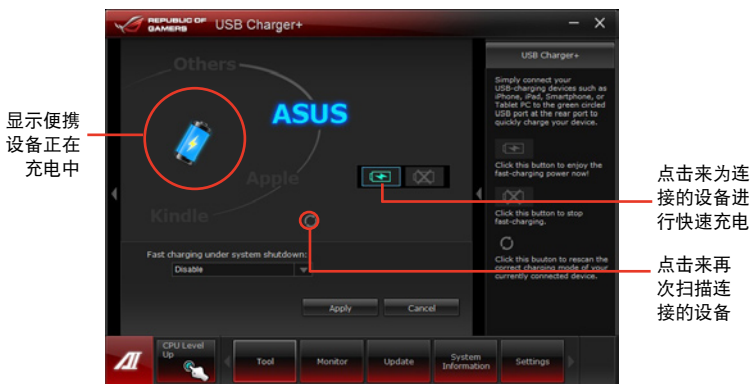 REPUBLIC OF
GAMERS
USB Charger+
Others
ASUS
Apple
Kindle
Fast charging under system shutdown:
Disable
Apply
Cancel
USB Charger+
Simply connect your
USB-charging devices such as
iPhone, iPad, Smartphone, or
Tablet PC to the green circled
USB port at the rear port to
quickly charge your device.
Click this button to enjoy the
fast-charging power now!
Click this button to stop
fast-charging.
Click this buuton to rescan the
correct charging mode of your
currently connected device.
CPU Level
Up
Tool
Monitor
Update
System
Information
Settings
显示便携
设备正在
充电中
点击来为连
接的设备进
行快速充电
点击来再
次扫描连
接的设备